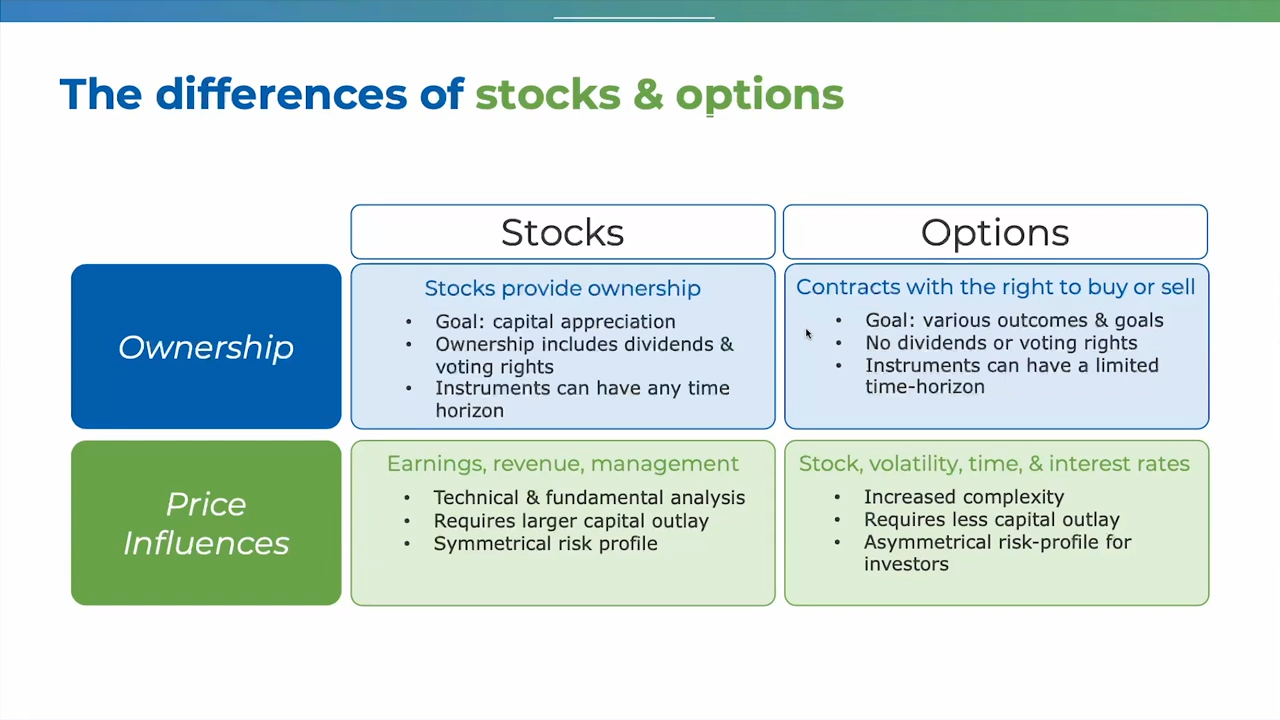 The differences of stocks & options
Stocks
Options
Ownership
Stocks provide ownership
• Goal: capital appreciation
• Ownership includes dividends &
voting rights
• Instruments can have any time
horizon
Contracts with the right to buy or sell
• Goal: various outcomes & goals
• No dividends or voting rights
• Instruments can have a limited
time-horizon
Price
Influences
Earnings, revenue, management
• Technical & fundamental analysis
• Requires larger capital outlay
• Symmetrical risk profile
Stock, volatility, time, & interest rates
• Increased complexity
• Requires less capital outlay
• Asymmetrical risk-profile for
investors